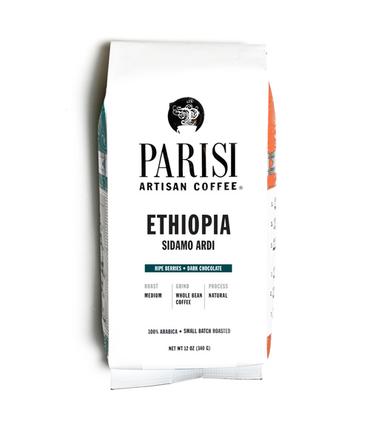 PARISI
ARTISAN COFFEE®
ETHIOPIA
SIDAMO ARDI
RIPE BERRIES • DARK CHOCOLATE
ROAST GRIND PROCESS
MEDIUM WHOLE BEAN COFFEE NATURAL
100% ARABICA • SMALL BATCH ROASTED
NET WT 12 OZ (340 G)